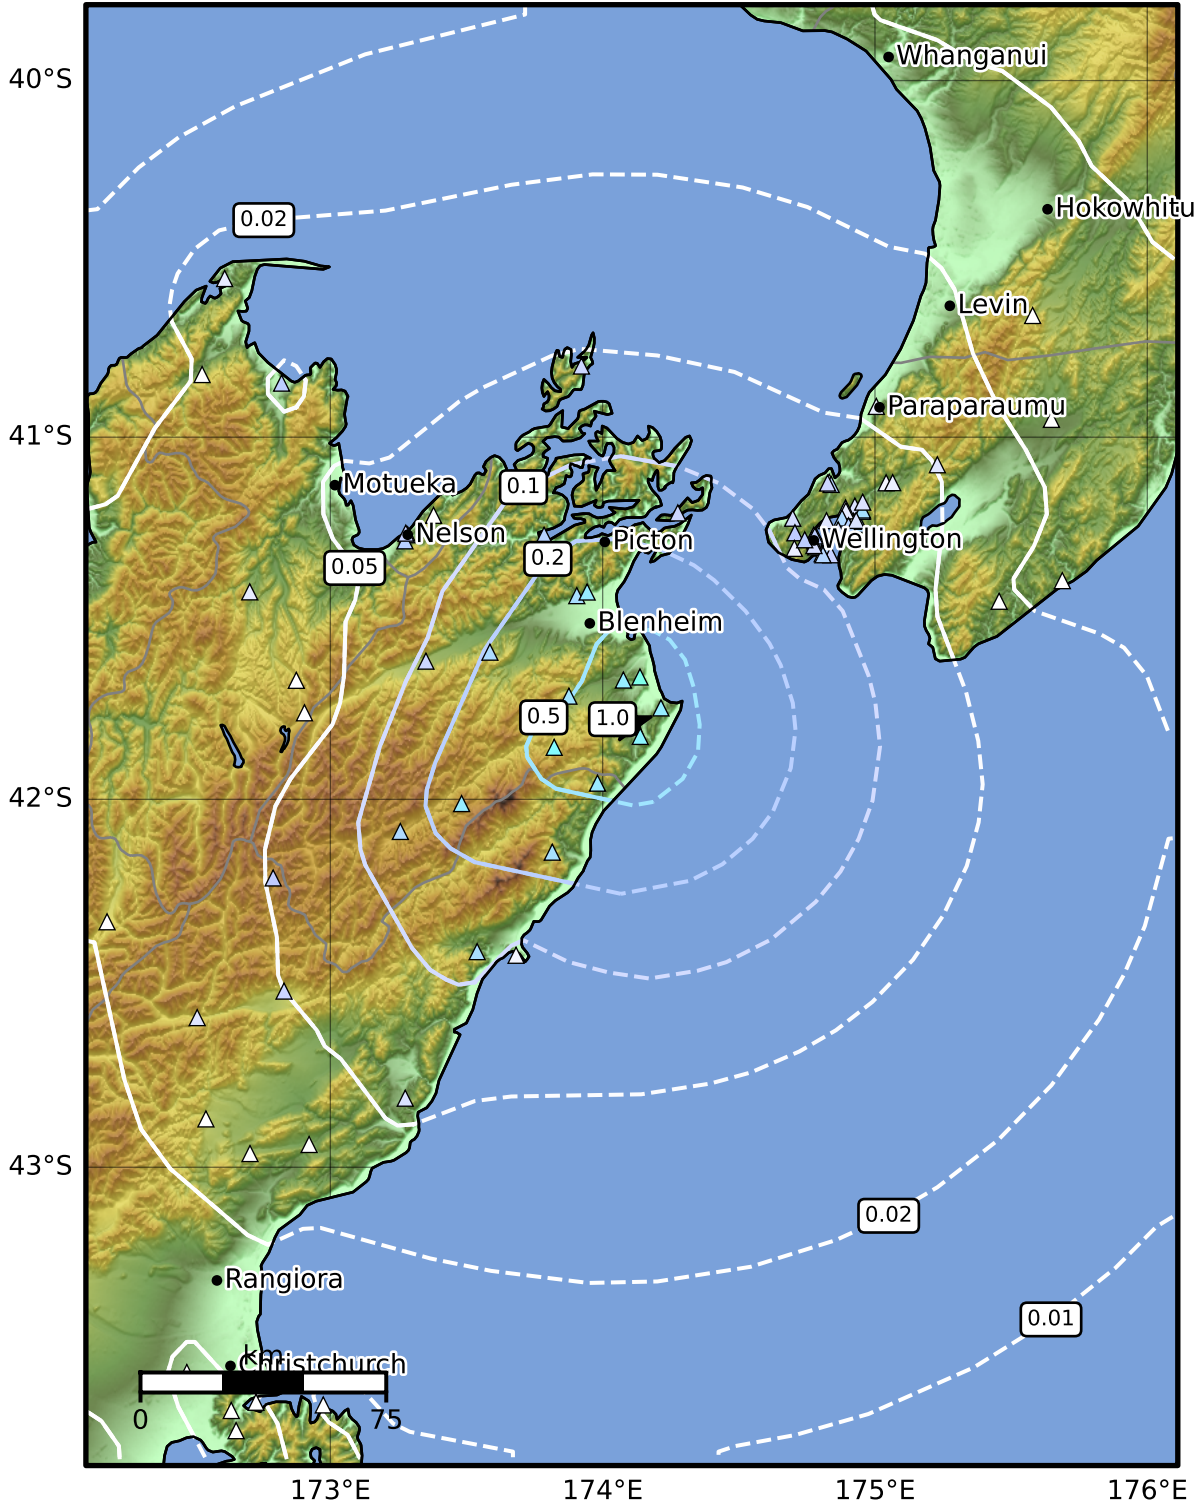 Whanganui
40°S
Hokowhitu
0.02
Levin
Paraparaumu
41°S
Motueka
0.1
Nelson
Picton
Wellington
0.2
0.05
Blenheim
0.5
1.0
42°S
43°S
0.02
Rangiora
0.01
km
Christchurch
0
75
173°E
174°E
175°E
176°E